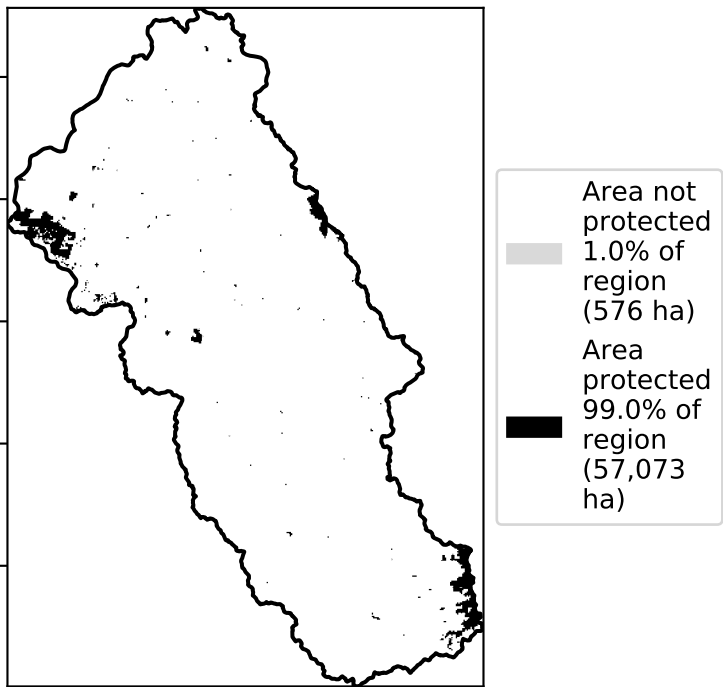 Area not
protected
1.0% of
region
(576 ha)
Area
protected
99.0% of
region
(57,073
ha)